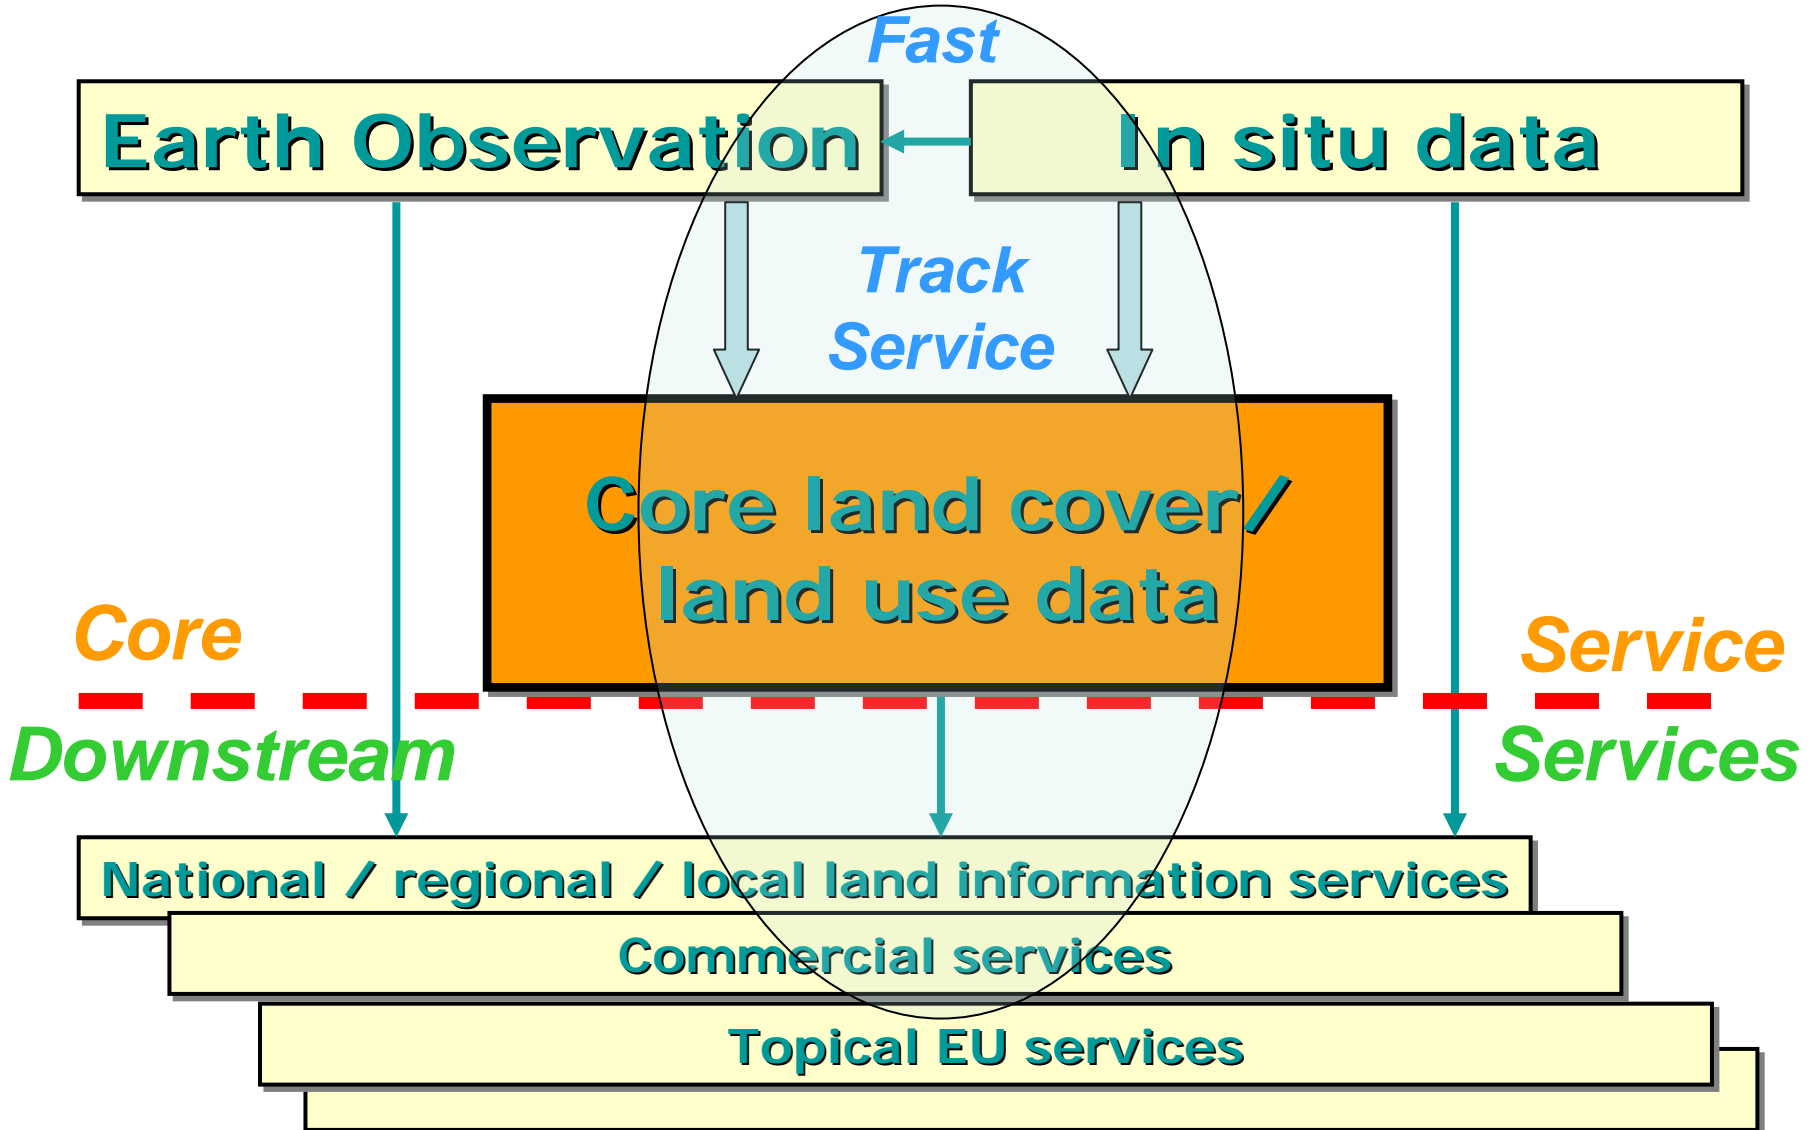 Fast
Earth Observation
In situ data
Track
Service
Core land cover/
land use data
Core
Service
Downstream
Services
National / regional / local land information services
Commercial services
Topical EU services